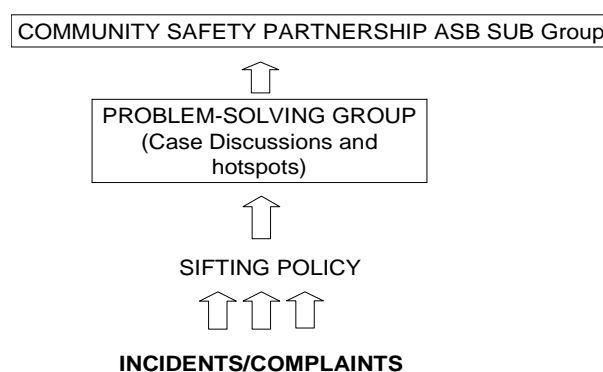 COMMUNITY SAFETY PARTNERSHIP ASB SUB Group
PROBLEM-SOLVING GROUP
(Case Discussions and
hotspots)
SIFTING POLICY
INCIDENTS/COMPLAINTS